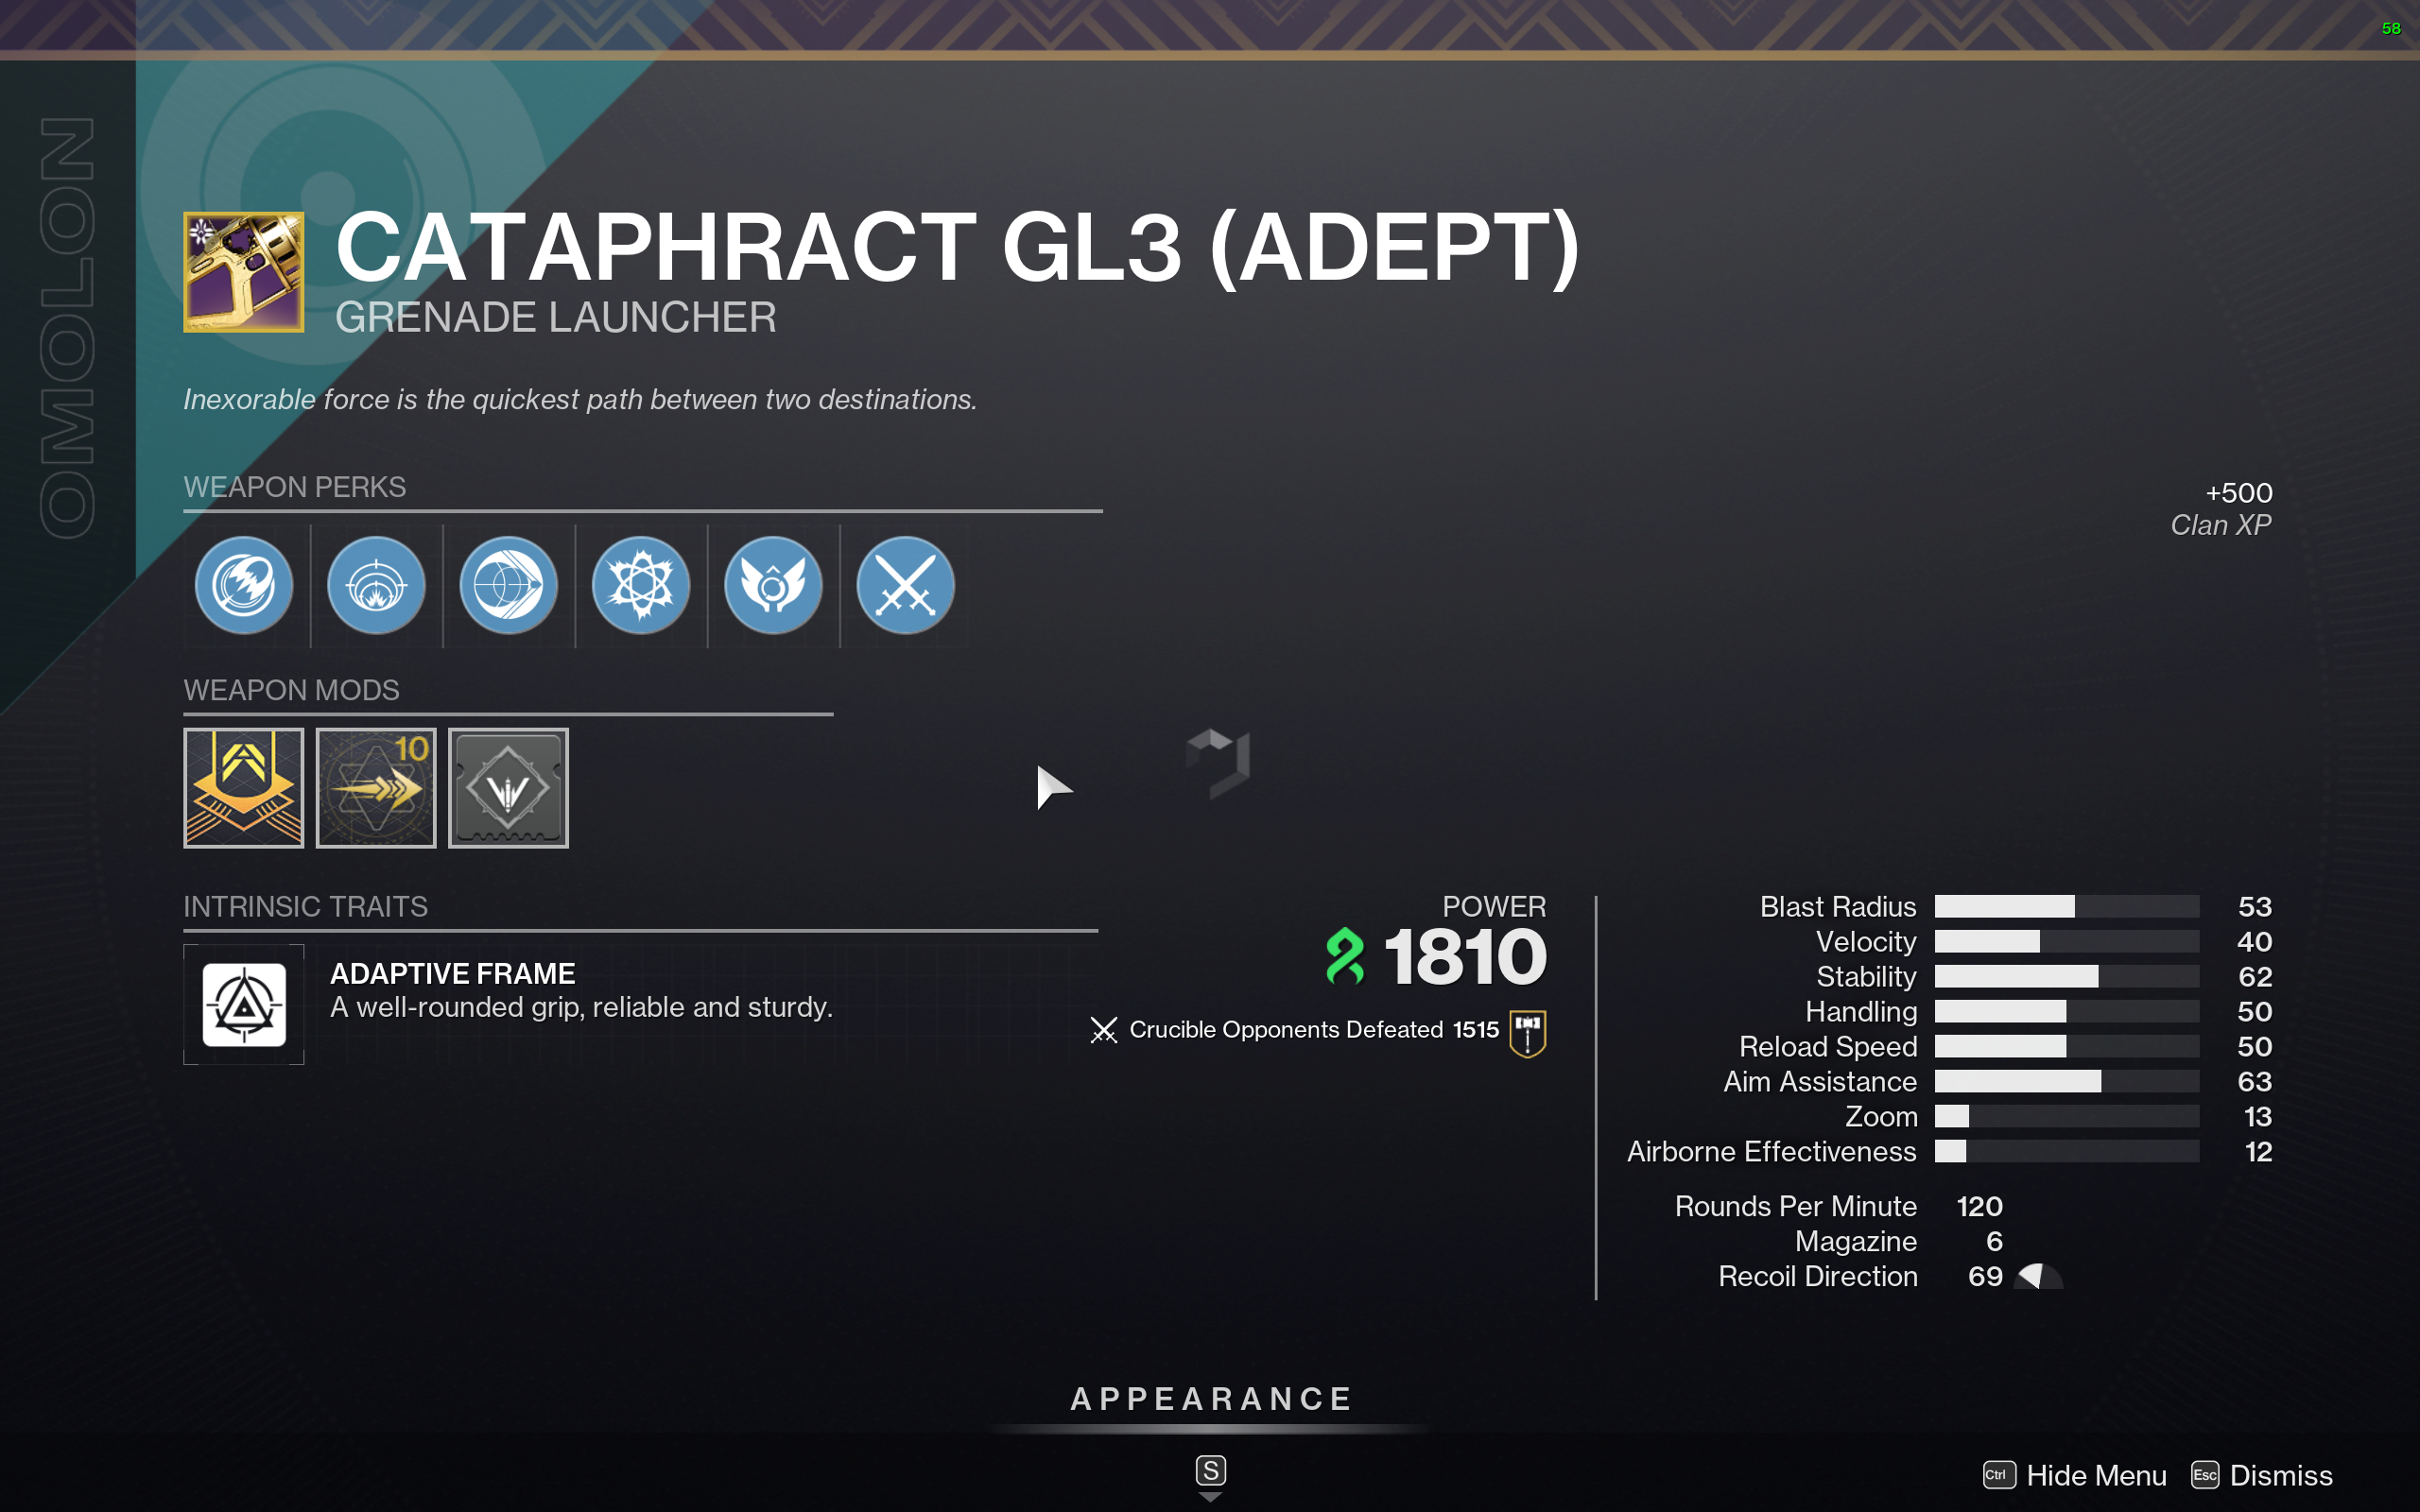 58
OMOLON
CATAPHRACT GL3 (ADEPT)
GRENADE LAUNCHER
Inexorable force is the quickest path between two destinations.
WEAPON PERKS
+500
Clan XP
WEAPON MODS
10
INTRINSIC TRAITS
ADAPTIVE FRAME
A well-rounded grip, reliable and sturdy.
POWER
1810
Crucible Opponents Defeated 1515
Blast Radius 53
Velocity 40
Stability 62
Handling 50
Reload Speed 50
Aim Assistance 63
Zoom 13
Airborne Effectiveness 12
Rounds Per Minute 120
Magazine 6
Recoil Direction 69
APPEARANCE
S
Ctrl Hide Menu Esc Dismiss